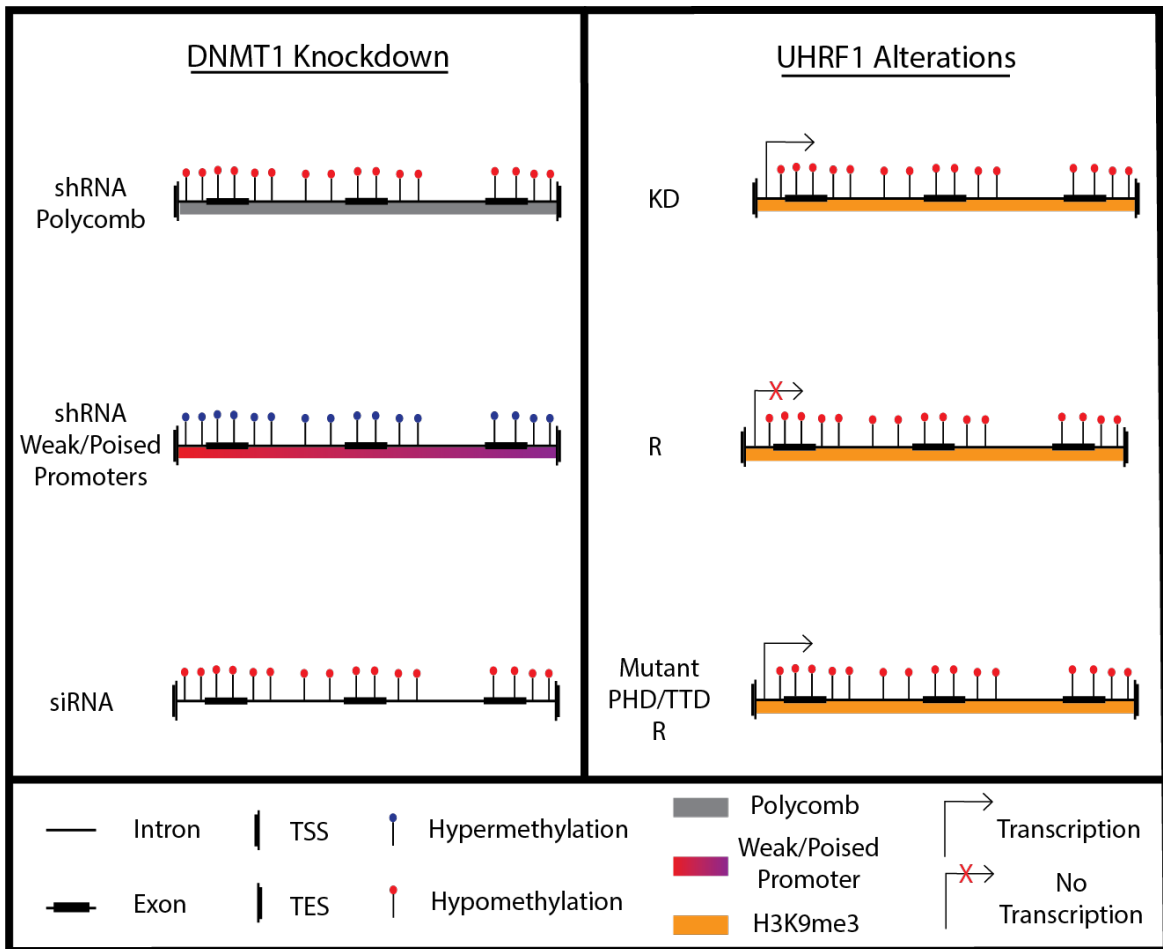 DNMT1 Knockdown
shRNA
Polycomb
shRNA
Weak/Poised
Promoters
siRNA
UHRF1 Alterations
KD
X
R
Mutant
PHD/TTD
R
Intron
TSS
Hypermethylation
Exon
TES
Hypomethylation
Polycomb
Weak/Poised
Promoter
H3K9me3
Transcription
X
No
Transcription